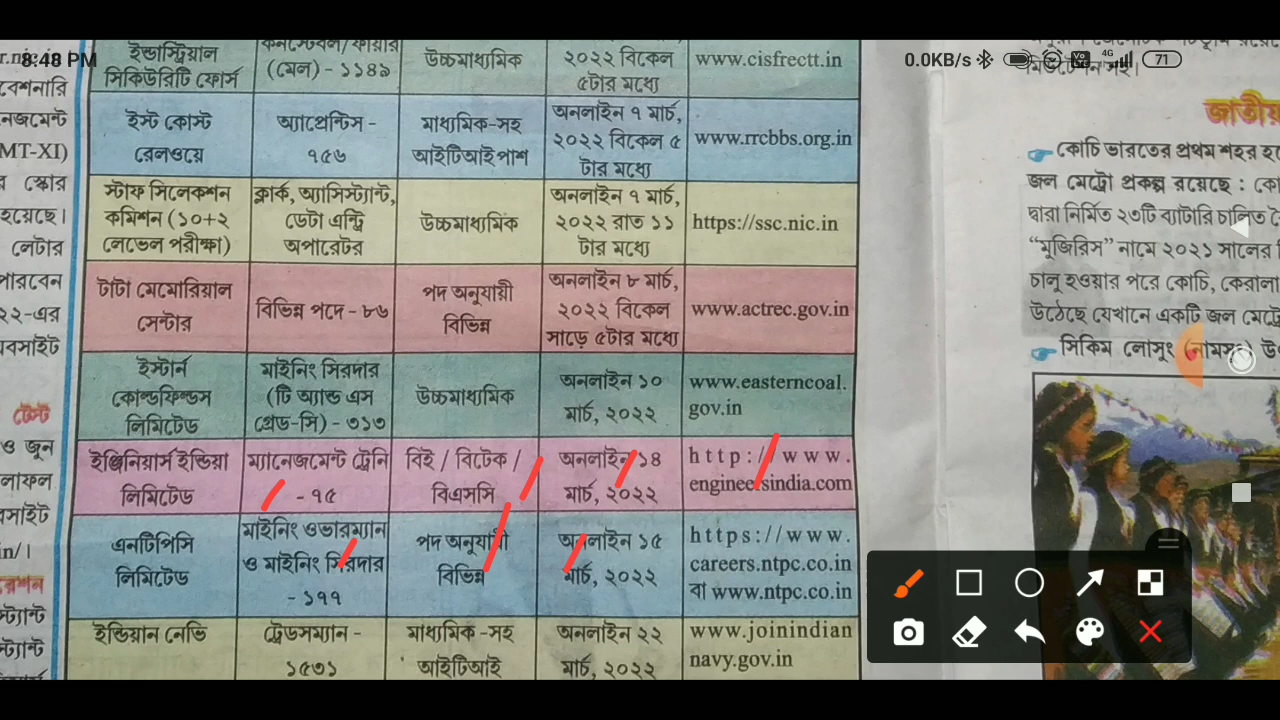 8:48 PM
0.0KB/s
4G
71
ইন্ডাস্ট্রিয়াল
সিকিউরিটি ফোর্স
(মেল) - ১১৪৯
উচ্চমাধ্যমিক
২০২২ বিকেল
৫টার মধ্যে
www.cisfrectt.in
ইস্ট কোস্ট
রেলওয়ে
অ্যাপ্রেন্টিস -
৭৫৬
মাধ্যমিক-সহ
আইটিআই পাশ
অনলাইন ৭ মার্চ,
২০২২ বিকেল ৫
টার মধ্যে
www.rrcbbs.org.in
স্টাফ সিলেকশন
কমিশন (১০+২
লেভেল পরীক্ষা)
ক্লার্ক, অ্যাসিস্ট্যান্ট,
ডেটা এন্ট্রি
অপারেটর
উচ্চমাধ্যমিক
অনলাইন ৭ মার্চ,
২০২২ রাত ১১
টার মধ্যে
https://ssc.nic.in
টাটা মেমোরিয়াল
সেন্টার
বিভিন্ন পদে - ৮৬
পদ অনুযায়ী
বিভিন্ন
অনলাইন ৮ মার্চ,
২০২২ বিকেল
সাড়ে ৫টার মধ্যে
www.actrec.gov.in
ইস্টার্ন
কোল্ডফিল্ডস
লিমিটেড
মাইনিং সিরদার
(টি অ্যান্ড এস
গ্রেড-সি) - ৩১৩
উচ্চমাধ্যমিক
অনলাইন ১০
মার্চ, ২০২২
www.easterncoal.
gov.in
ইঞ্জিনিয়ার্স ইন্ডিয়া
লিমিটেড
ম্যানেজমেন্ট ট্রেনি
- ৭৫
বিই / বিটেক /
বিএসসি
অনলাইন ১৪
মার্চ, ২০২২
http://www.
engineersindia.com
এনটিপিসি
লিমিটেড
মাইনিং ওভারম্যান
ও মাইনিং সিরদার
- ১৭৭
পদ অনুযায়ী
বিভিন্ন
অনলাইন ১৫
মার্চ, ২০২২
https://www.
careers.ntpc.co.in
বা www.ntpc.co.in
ইন্ডিয়ান নেভি
ট্রেডসম্যান -
১৫৩১
মাধ্যমিক -সহ
আইটিআই
অনলাইন ২২
মার্চ, ২০২২
www.joinindian
navy.gov.in
কোচি ভারতের প্রথম শহর
জল মেট্রো প্রকল্প রয়েছে :
দ্বারা নির্মিত ২৩টি ব্যাটারি চালিত
“মুজিরিস” নামে ২০২১ সালের
চালু হওয়ার পরে কোচি,
উঠেছে যেখানে একটি জল
সিকিম লোসুং (নামসুং)